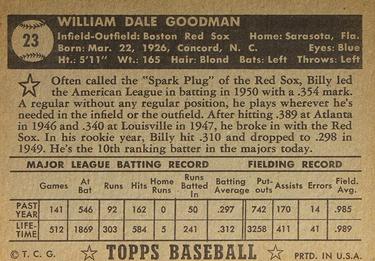 23
WILLIAM DALE GOODMAN
Infield-Outfield: Boston Red Sox Home: Sarasota, Fla.
Born: Mar. 22, 1926, Concord, N. C. Eyes: Blue
Ht.: 5'11" Wt.: 165 Hair: Blond Bats: Left Throws: Left
Often called the "Spark Plug" of the Red Sox, Billy led
the American League in batting in 1950 with a .354 mark.
A regular without any regular position, he plays wherever he's
needed in the infield or the outfield. After hitting .389 at Atlanta
in 1946 and .340 at Louisville in 1947, he broke in with the Red
Sox. In his rookie year, Billy hit .310 and dropped to .298 in
1949. He's the 10th ranking batter in the majors today.
MAJOR LEAGUE BATTING RECORD FIELDING RECORD
Games At Bat Runs Hits Home Runs Runs Batted In Batting Average Put-outs Assists Errors Field. Avg.
PAST YEAR 141 546 92 162 0 50 .297 742 170 14 .985
LIFE-TIME 512 1869 303 584 5 241 .312 3258 411 41 .989
© T. C. G. TOPPS BASEBALL PRTD. IN U.S.A.